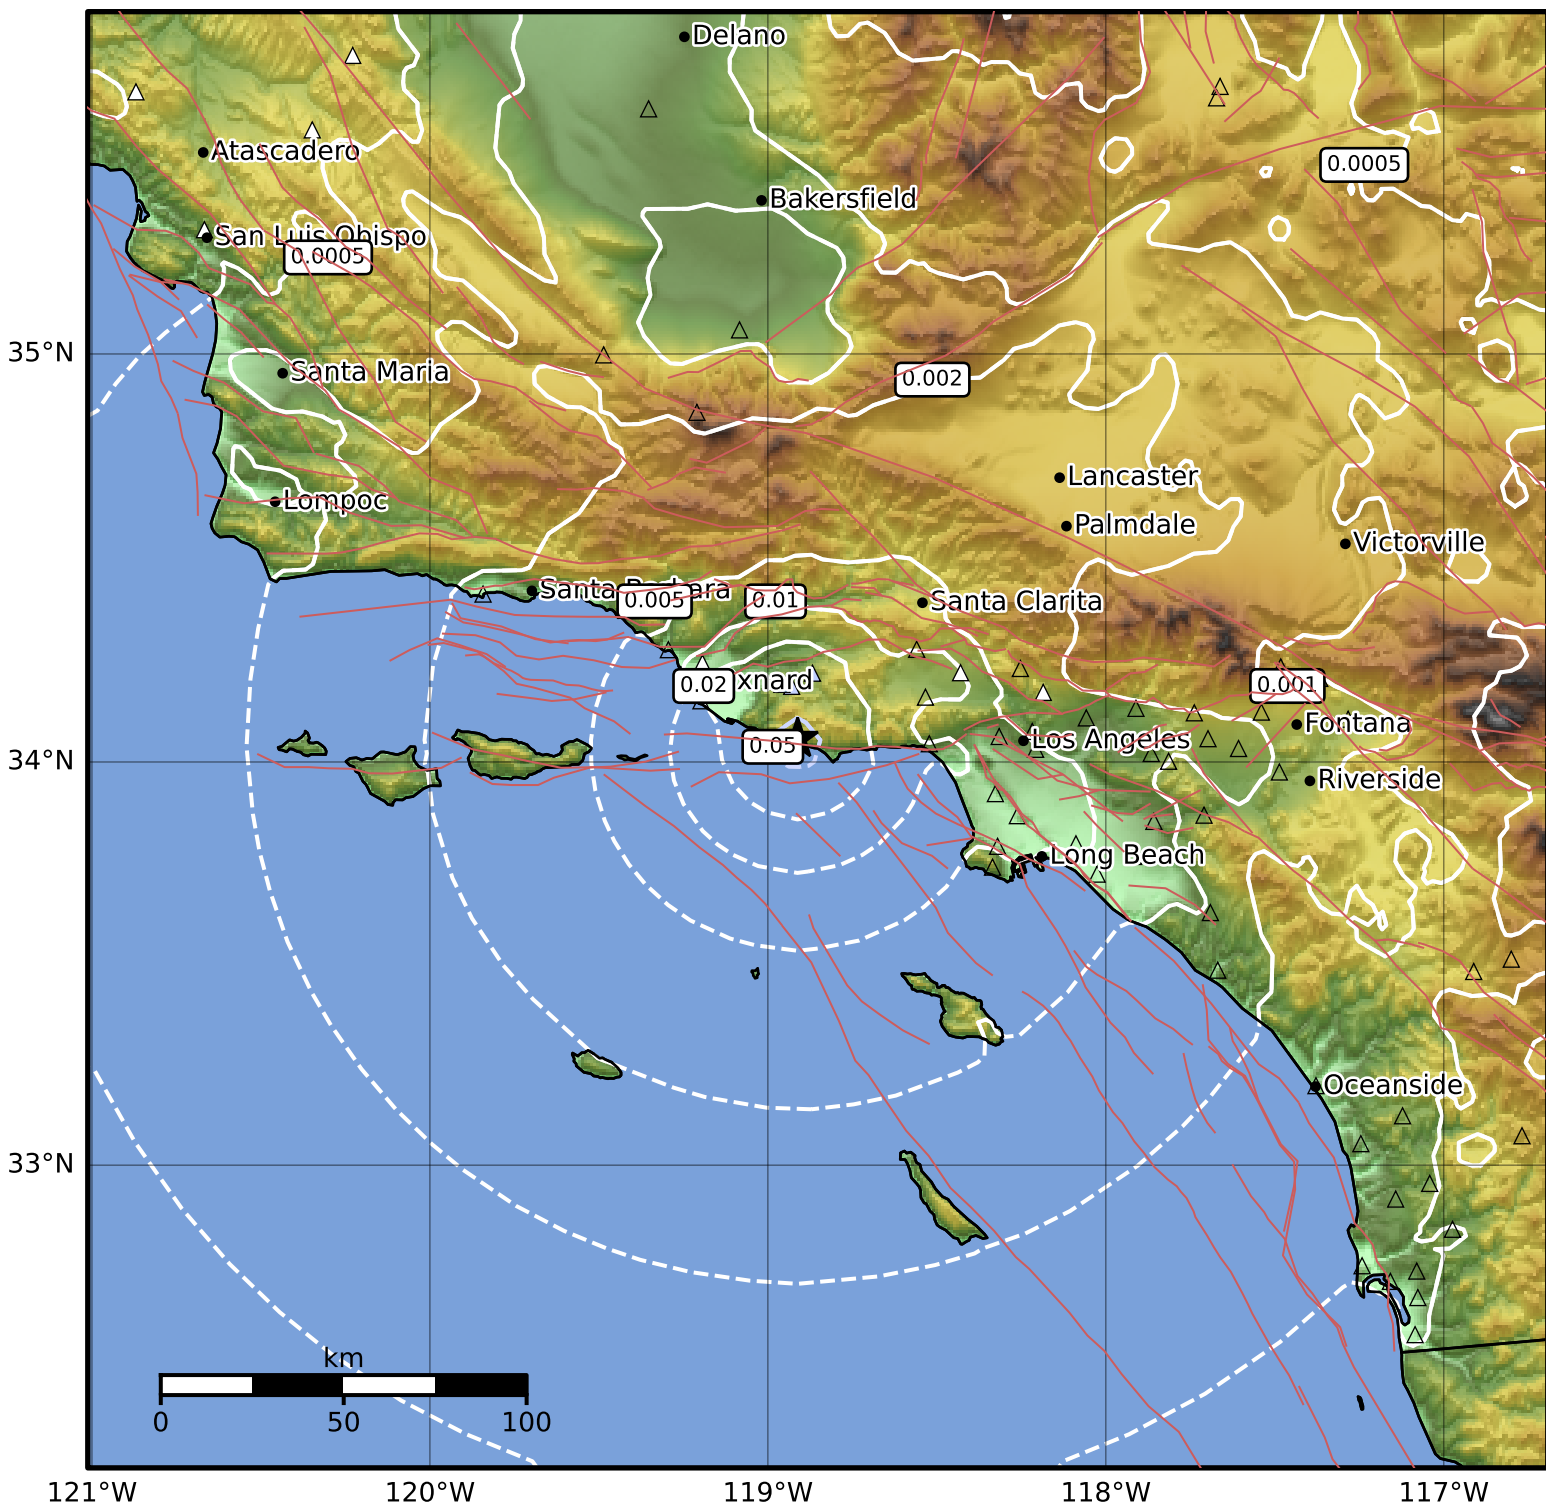 Delano
Atascadero
0.0005
Bakersfield
San Luis Obispo
0.0005
35°N
Santa Maria
0.002
Lancaster
Lompoc
Palmdale
Victorville
Santa Barbara
0.005
0.01
Santa Clarita
0.02
xnard
0.001
Fontana
34°N
0.05
Los Angeles
Riverside
Long Beach
Oceanside
33°N
km
0 50 100
121°W 120°W 119°W 118°W 117°W